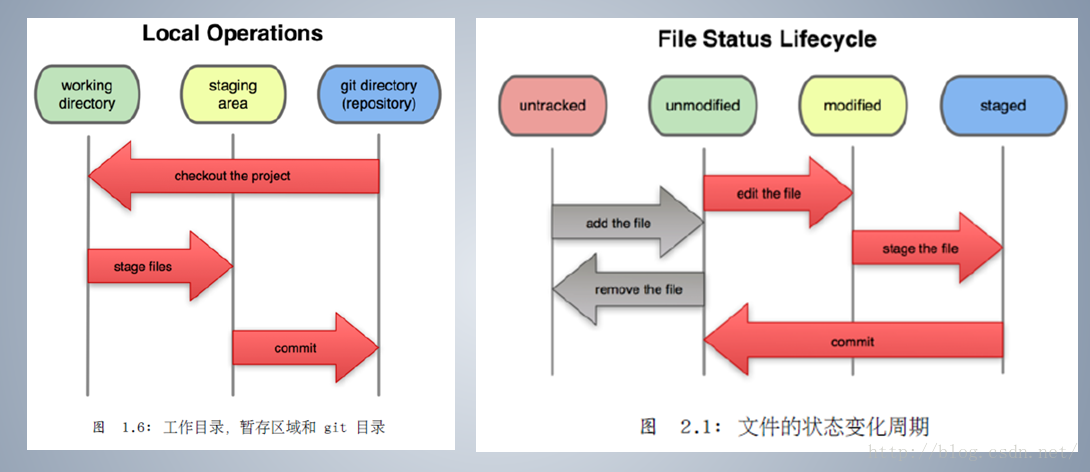 Local Operations
working
directory
staging
area
git directory
(repository)
checkout the project
stage files
commit
图 1.6: 工作目录, 暂存区域和 git 目录
File Status Lifecycle
untracked
unmodified
modified
staged
edit the file
add the file
stage the file
remove the file
commit
图 2.1: 文件的状态变化周期
http://blog.csdn.net/